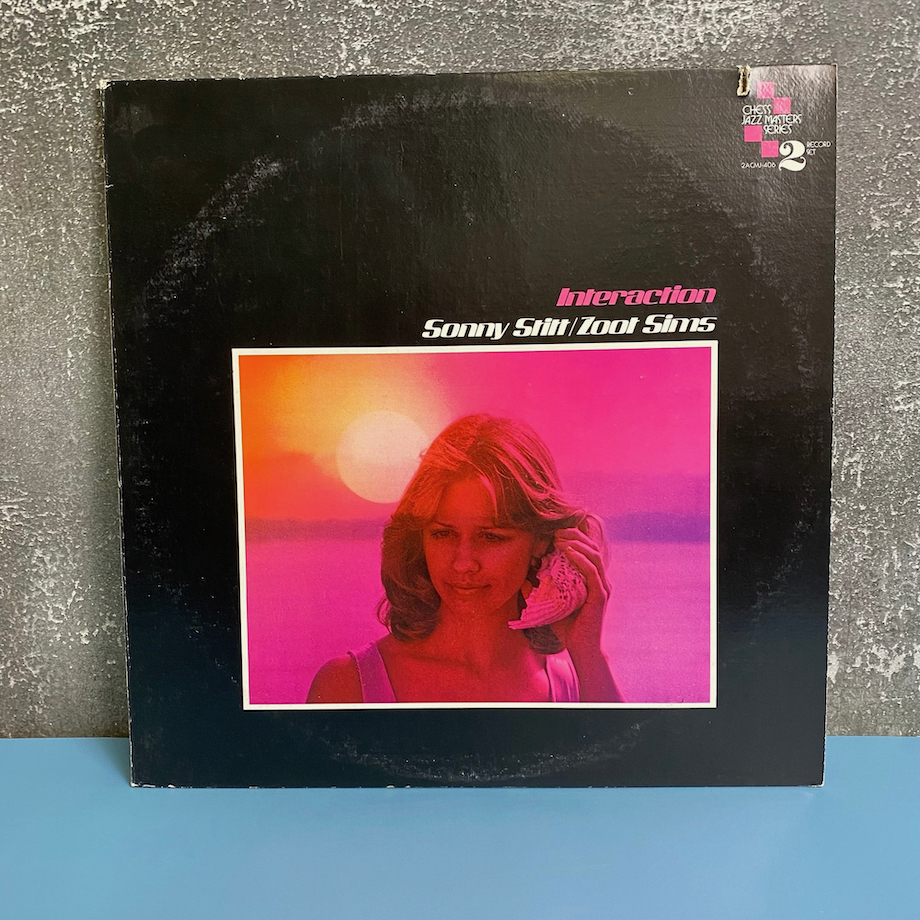 CHESS
JAZZ MASTERS
SERIES
2 RECORD
SET
2ACMJ-406
Interaction
Sonny Stitt/Zoot Sims